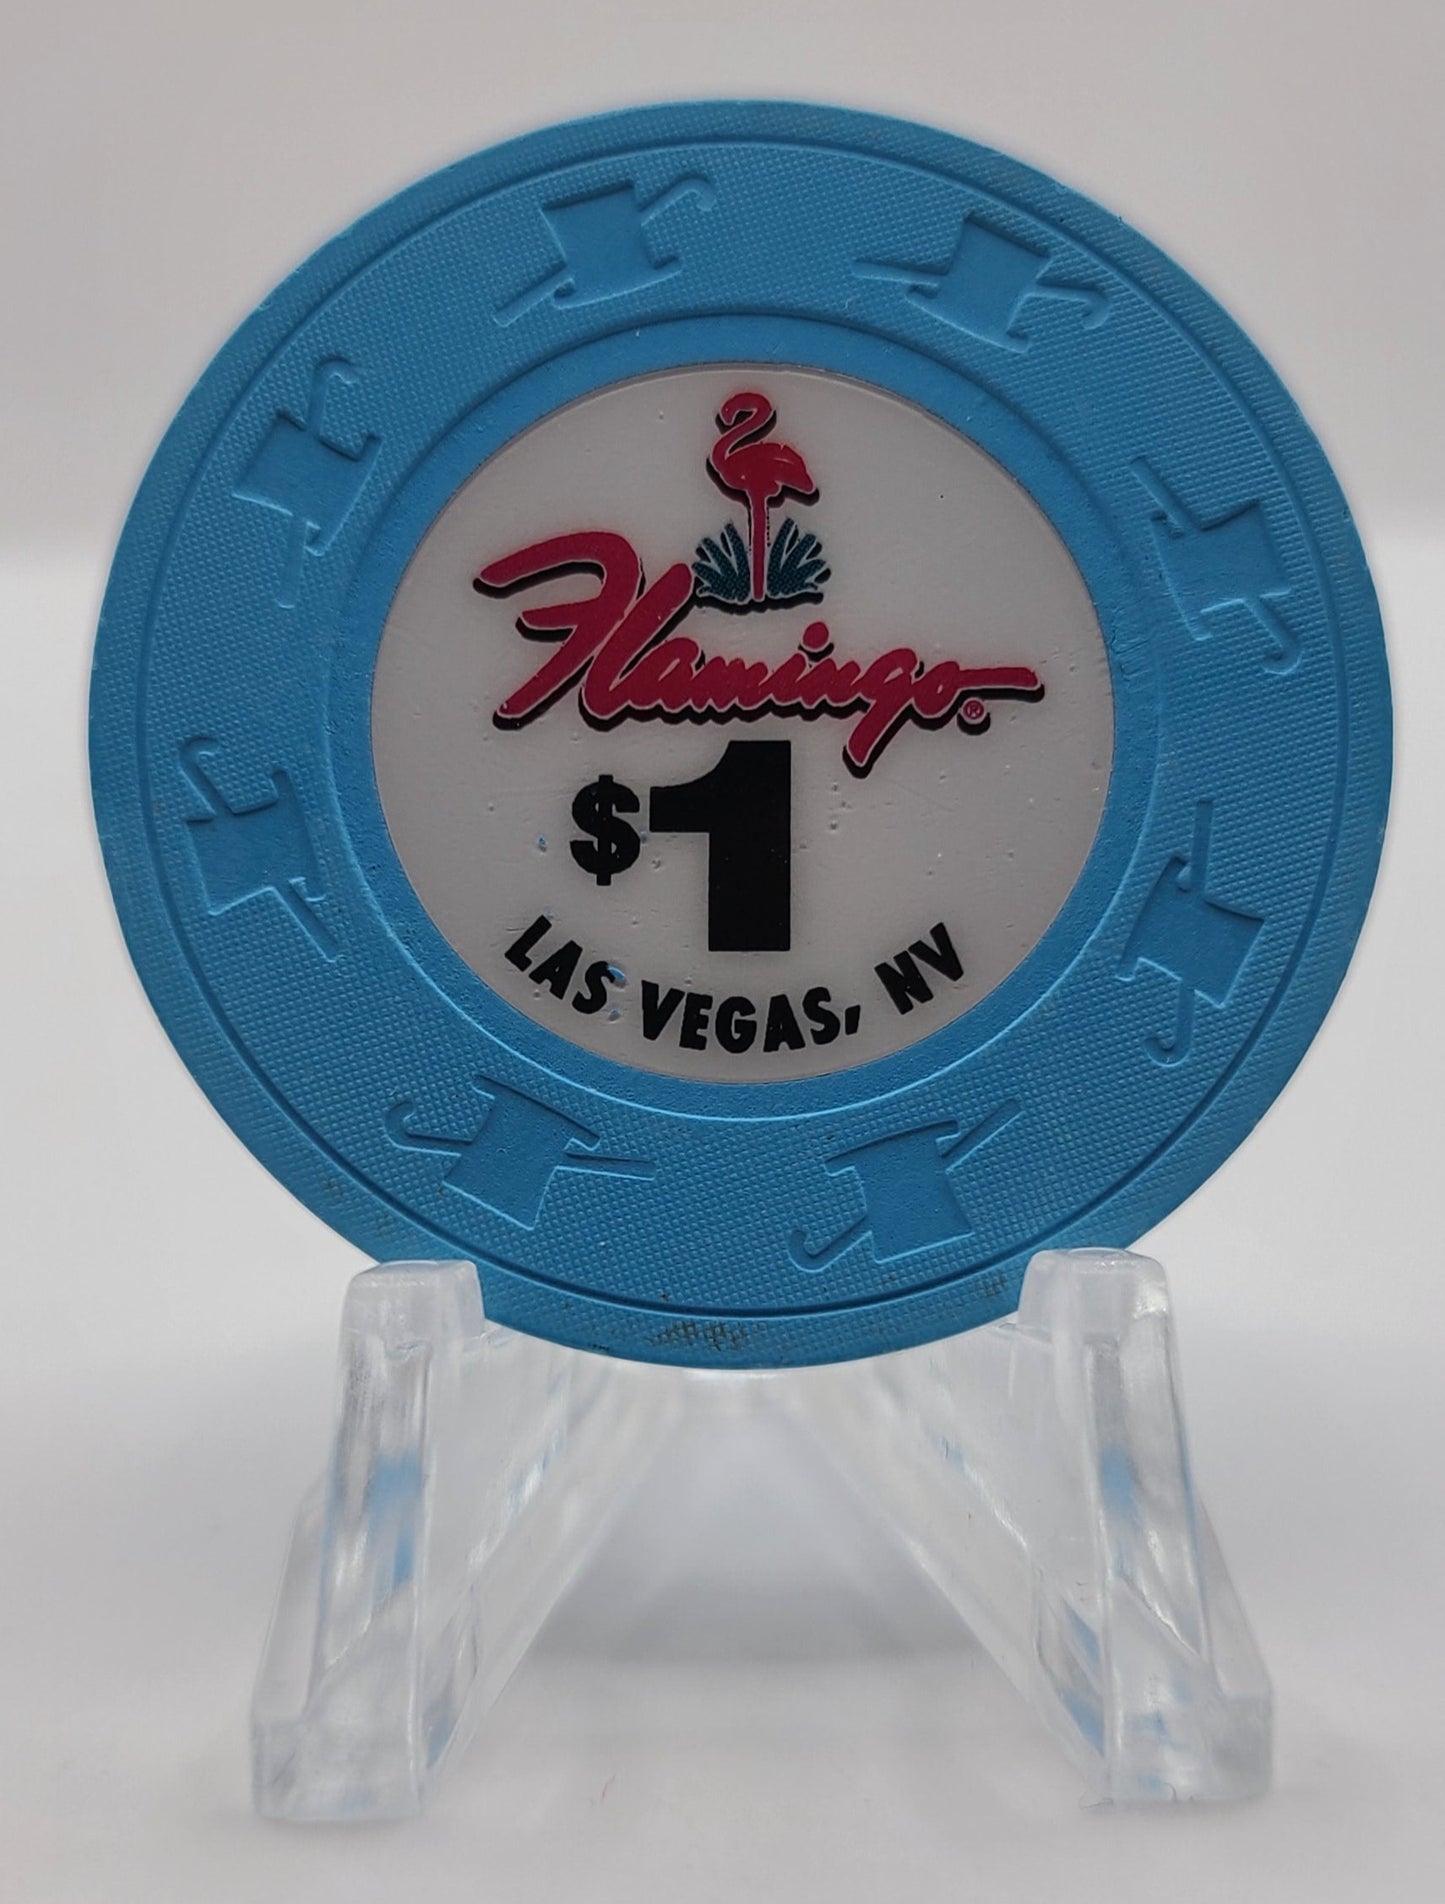 Flamingo®
$1
LAS VEGAS, NV